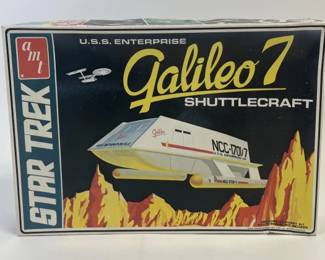 amt
STAR TREK
U.S.S. ENTERPRISE
Galileo 7
SHUTTLECRAFT
Galileo
NCC-1701/7